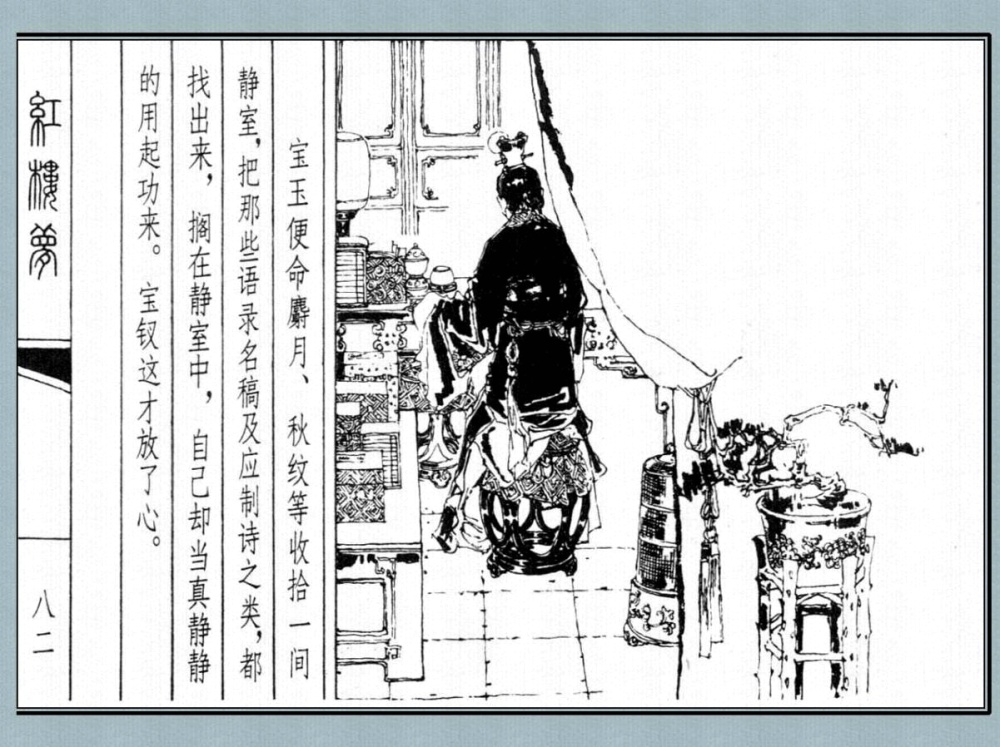 宝玉便命麝月、秋纹等收拾一间
静室，把那些语录名稿及应制诗之类，都
找出来，搁在静室中，自己却当真静静
的用起功来。宝钗这才放了心。
紅樓夢
八二